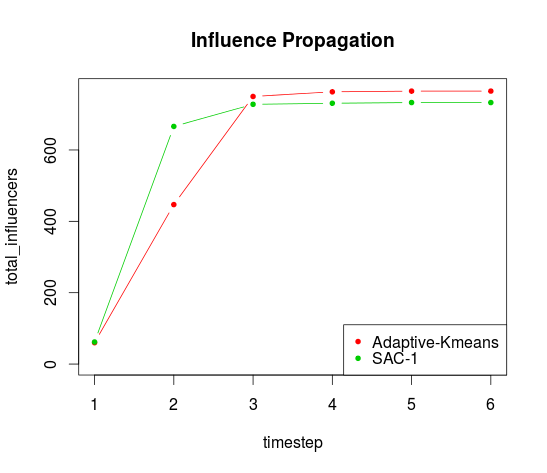 Influence Propagation
total_influencers
600
400
200
0
Adaptive-Kmeans
SAC-1
1 2 3 4 5 6
timestep